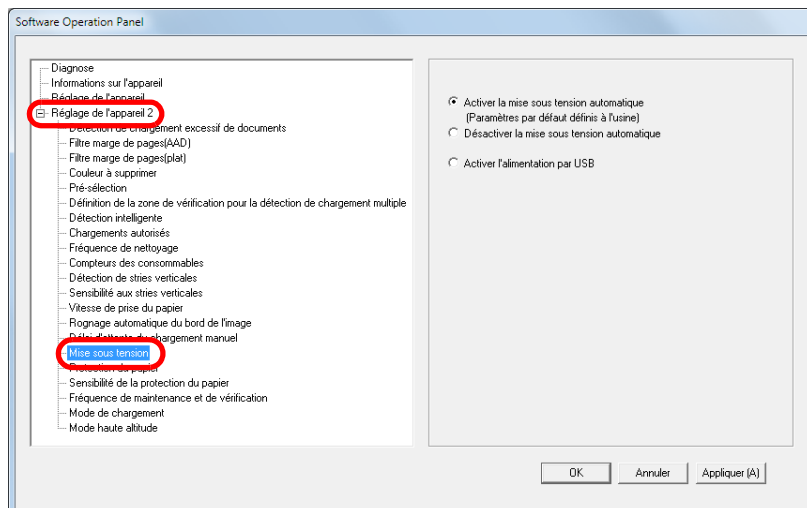 Software Operation Panel
Diagnose
Informations sur l'appareil
Réglage de l'appareil
Réglage de l'appareil 2
Détection de chargement excessif de documents
Filtre marge de pages(AAD)
Filtre marge de pages(plat)
Couleur à supprimer
Pré-sélection
Définition de la zone de vérification pour la détection de chargement multiple
Détection intelligente
Chargements autorisés
Fréquence de nettoyage
Compteurs des consommables
Détection de stries verticales
Sensibilité aux stries verticales
Vitesse de prise du papier
Rognage automatique du bord de l'image
Délai d'attente du chargement manuel
Mise sous tension
Protection du papier
Sensibilité de la protection du papier
Fréquence de maintenance et de vérification
Mode de chargement
Mode haute altitude
Activer la mise sous tension automatique
(Paramètres par défaut définis à l'usine)
Désactiver la mise sous tension automatique
Activer l'alimentation par USB
OK
Annuler
Appliquer (A)